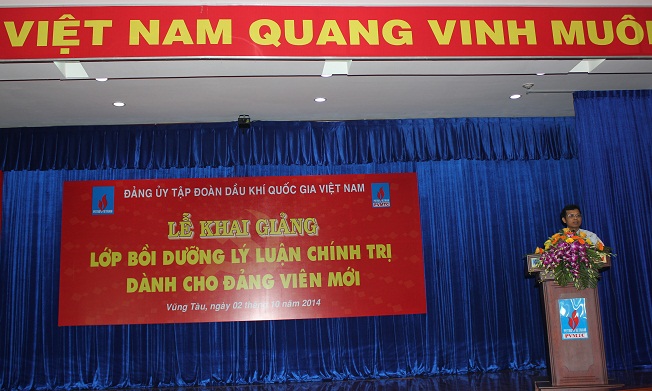 VIỆT NAM QUANG VINH MUÔN
ĐẢNG ỦY TẬP ĐOÀN DẦU KHÍ QUỐC GIA VIỆT NAM
LỄ KHAI GIẢNG
LỚP BỒI DƯỠNG LÝ LUẬN CHÍNH TRỊ
DÀNH CHO ĐẢNG VIÊN MỚI
Vũng Tàu, ngày 02 tháng 10 năm 2014
PVMTC
PVMTC